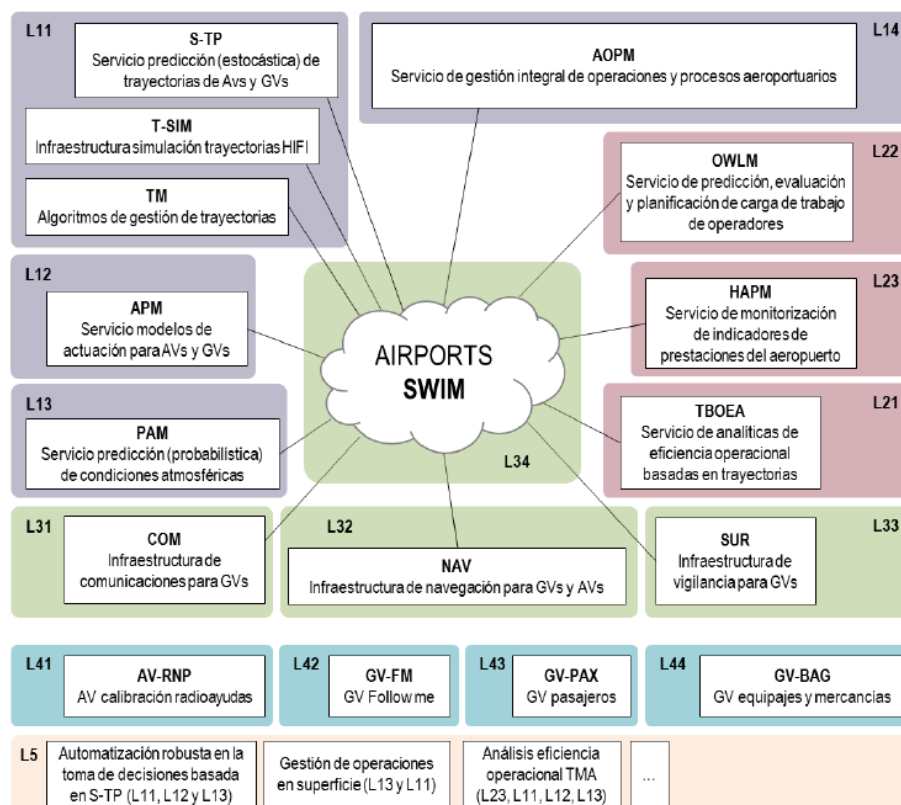 L11
S-TP
Servicio predicción (estocástica) de
trayectorias de Avs y GVs
T-SIM
Infraestructura simulación trayectorias HIFI
TM
Algoritmos de gestión de trayectorias
L14
AOPM
Servicio de gestión integral de operaciones y procesos aeroportuarios
L22
OWLM
Servicio de predicción, evaluación
y planificación de carga de trabajo
de operadores
L12
APM
Servicio modelos de
actuación para AVs y GVs
L23
HAPM
Servicio de monitorización
de indicadores de
prestaciones del aeropuerto
AIRPORTS
SWIM
L34
L13
PAM
Servicio predicción (probabilística)
de condiciones atmosféricas
L21
TBOEA
Servicio de analíticas de
eficiencia operacional
basadas en trayectorias
L31
COM
Infraestructura de
comunicaciones para GVs
L32
NAV
Infraestructura de navegación para GVs y AVs
L33
SUR
Infraestructura de
vigilancia para GVs
L41
AV-RNP
AV calibración radioayudas
L42
GV-FM
GV Follow me
L43
GV-PAX
GV pasajeros
L44
GV-BAG
GV equipajes y mercancías
L5
Automatización robusta en la
toma de decisiones basada
en S-TP (L11, L12 y L13)
Gestión de operaciones
en superficie (L13 y L11)
Análisis eficiencia
operacional TMA
(L23, L11, L12, L13)
...